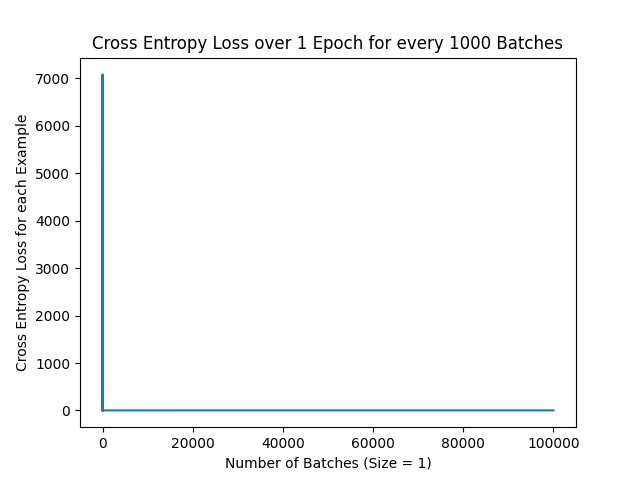 Cross Entropy Loss over 1 Epoch for every 1000 Batches
Cross Entropy Loss for each Example
7000
6000
5000
4000
3000
2000
1000
0
0 20000 40000 60000 80000 100000
Number of Batches (Size = 1)